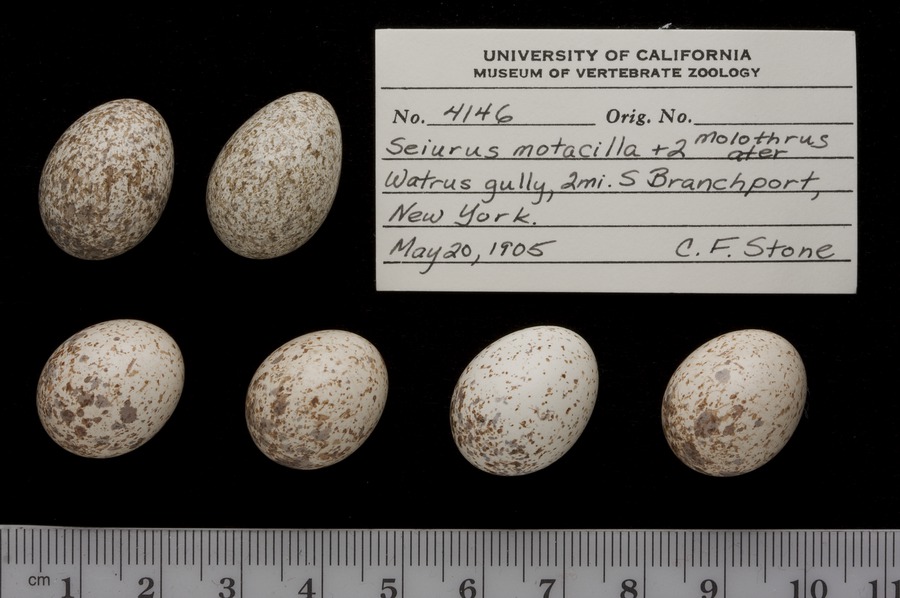 UNIVERSITY OF CALIFORNIA
MUSEUM OF VERTEBRATE ZOOLOGY
No. 4146 Orig. No.
Seiurus motacilla +2 Molothrus ater
Watrus gully, 2mi. S Branchport,
New York.
May 20, 1905 C. F. Stone
cm 1 2 3 4 5 6 7 8 9 10 11